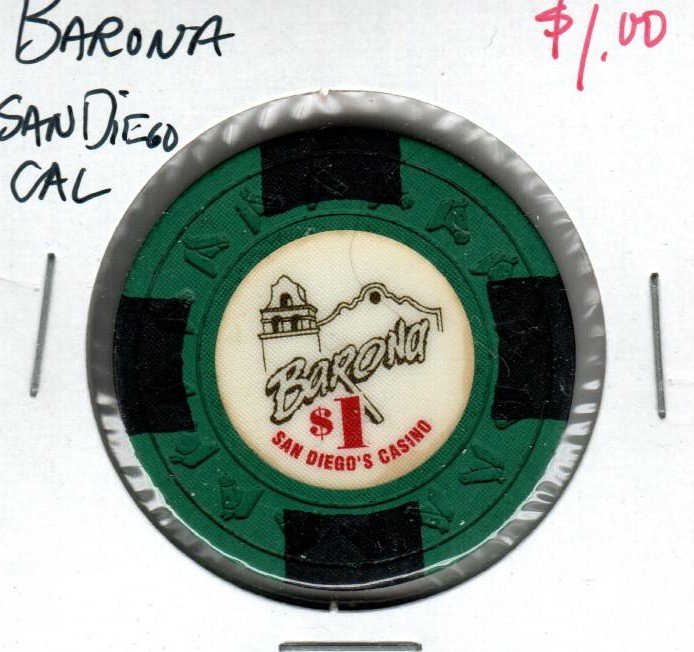 BARONA
$1.00
SAN DIEGO
CAL
BARONA
$1
SAN DIEGO'S CASINO